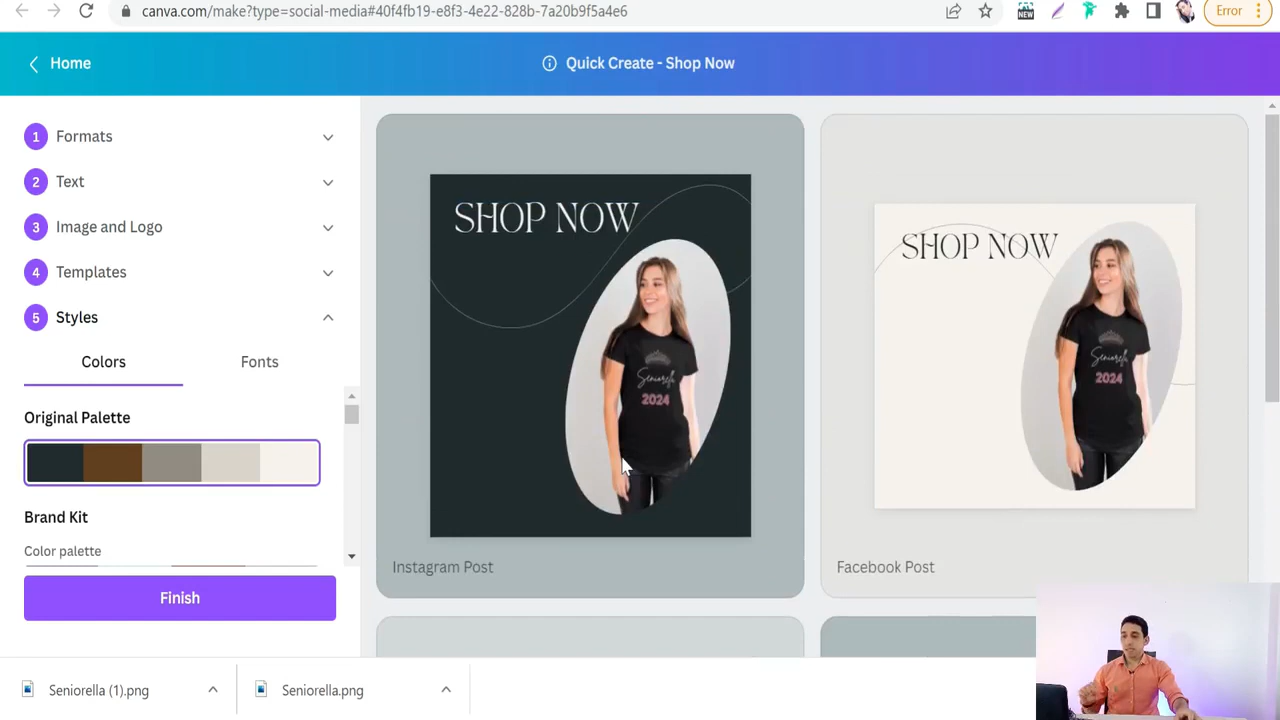 canva.com/make?type=social-media#40f4fb19-e8f3-4e22-828b-7a20b9f5a4e6
NEW
Error
Home
Quick Create - Shop Now
1 Formats
2 Text
3 Image and Logo
4 Templates
5 Styles
Colors
Fonts
Original Palette
Brand Kit
Color palette
Finish
SHOP NOW
Seniorella
2024
Instagram Post
SHOP NOW
Seniorella
2024
Facebook Post
Seniorella (1).png
Seniorella.png